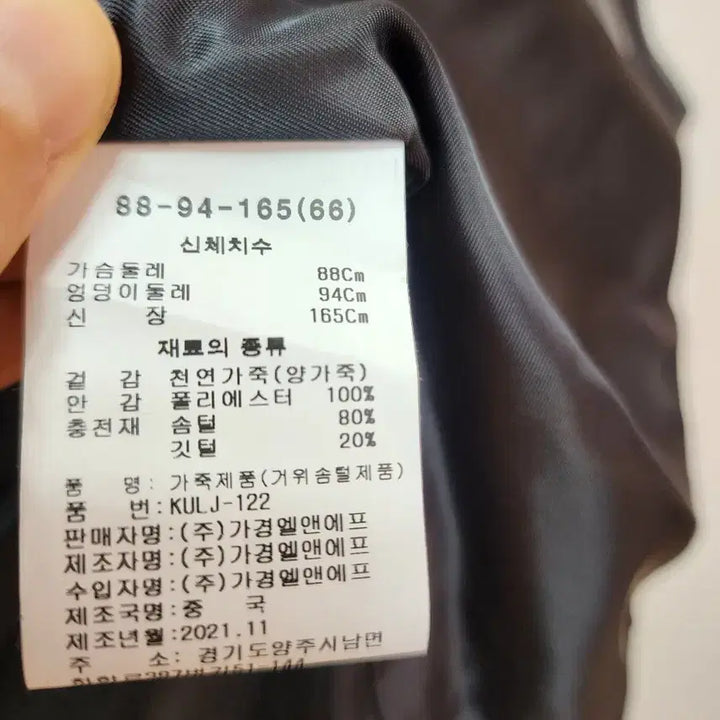 88-94-165(66)
신체치수
가슴둘레 88Cm
엉덩이둘레 94Cm
신 장 165Cm
재료의 종류
겉 감 천연가죽(양가죽)
안 감 폴리에스터 100%
충전재 솜털 80%
깃털 20%
품 명: 가죽제품(거위솜털제품)
품 번:KULJ-122
판매자명:(주)가경엘앤에프
제조자명:(주)가경엘앤에프
수입자명:(주)가경엘앤에프
제조국명:중 국
제조년월:2021.11
주 소: 경기도양주시남면